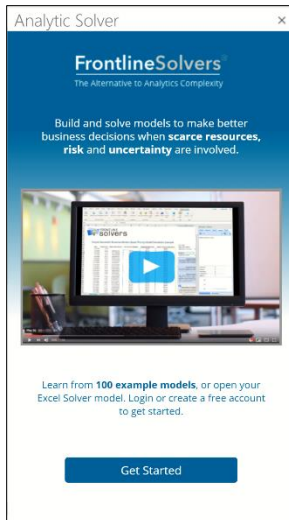 Analytic Solver
FrontlineSolvers®
The Alternative to Analytics Complexity
Build and solve models to make better
business decisions when scarce resources,
risk and uncertainty are involved.
solvers
Learn from 100 example models, or open your
Excel Solver model. Login or create a free account
to get started.
Get Started